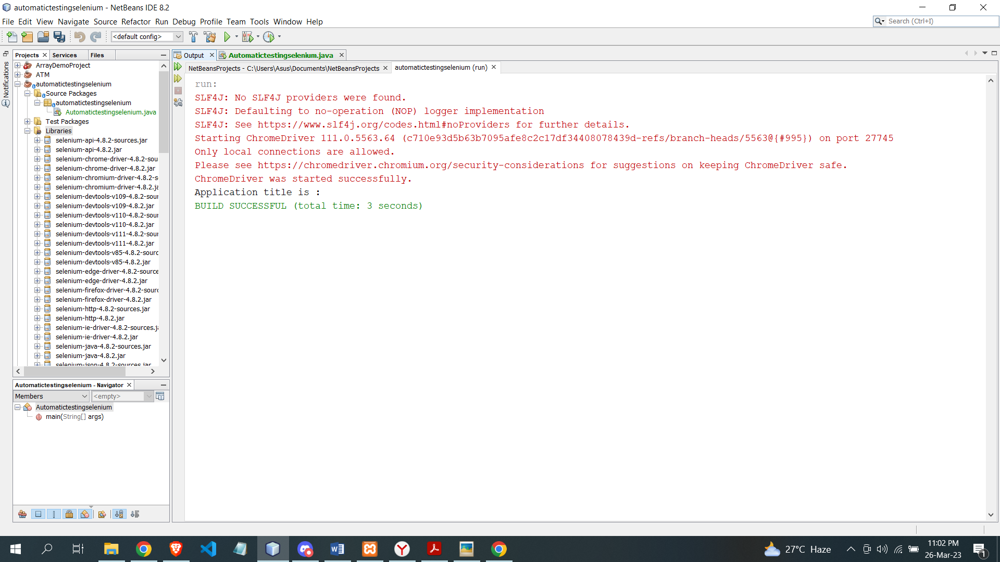 automatictestingselenium - NetBeans IDE 8.2
File Edit View Navigate Source Refactor Run Debug Profile Team Tools Window Help
Search (Ctrl+I)
<default config>
Projects Services Files
Output Automatictestingselenium.java
Notifications
NetBeansProjects - C:\Users\Asus\Documents\NetBeansProjects automatictestingselenium (run)
ArrayDemoProject
ATM
automatictestingselenium
Source Packages
automatictestingselenium
Automatictestingselenium.java
Test Packages
Libraries
selenium-api-4.8.2-sources.jar
selenium-api-4.8.2.jar
selenium-chrome-driver-4.8.2-sou
selenium-chrome-driver-4.8.2.jar
selenium-chromium-driver-4.8.2-s
selenium-chromium-driver-4.8.2.ja
selenium-devtools-v109-4.8.2-sour
selenium-devtools-v109-4.8.2.jar
selenium-devtools-v110-4.8.2-sour
selenium-devtools-v110-4.8.2.jar
selenium-devtools-v111-4.8.2-sour
selenium-devtools-v111-4.8.2.jar
selenium-devtools-v85-4.8.2-sourc
selenium-devtools-v85-4.8.2.jar
selenium-edge-driver-4.8.2-source
selenium-edge-driver-4.8.2.jar
selenium-firefox-driver-4.8.2-sourc
selenium-firefox-driver-4.8.2.jar
selenium-http-4.8.2-sources.jar
selenium-http-4.8.2.jar
selenium-ie-driver-4.8.2-sources.ja
selenium-ie-driver-4.8.2.jar
selenium-java-4.8.2-sources.jar
selenium-java-4.8.2.jar
selenium-json-4.8.2-sources.jar
run:
SLF4J: No SLF4J providers were found.
SLF4J: Defaulting to no-operation (NOP) logger implementation
SLF4J: See https://www.slf4j.org/codes.html#noProviders for further details.
Starting ChromeDriver 111.0.5563.64 (c710e93d5b63b7095afe8c2c17df34408078439d-refs/branch-heads/5563@{#995}) on port 27745
Only local connections are allowed.
Please see https://chromedriver.chromium.org/security-considerations for suggestions on keeping ChromeDriver safe.
ChromeDriver was started successfully.
Application title is :
BUILD SUCCESSFUL (total time: 3 seconds)
Automatictestingselenium - Navigator
Members <empty>
Automatictestingselenium
main(String[] args)
27°C Haze
11:02 PM
26-Mar-23
1